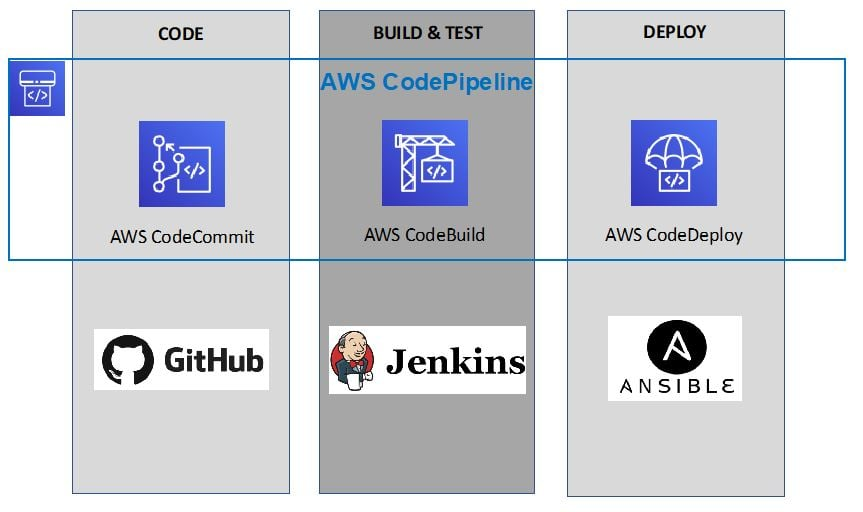 CODE
BUILD & TEST
DEPLOY
AWS CodePipeline
</>
</>
</>
</>
AWS CodeCommit
AWS CodeBuild
AWS CodeDeploy
GitHub
Jenkins
ANSIBLE